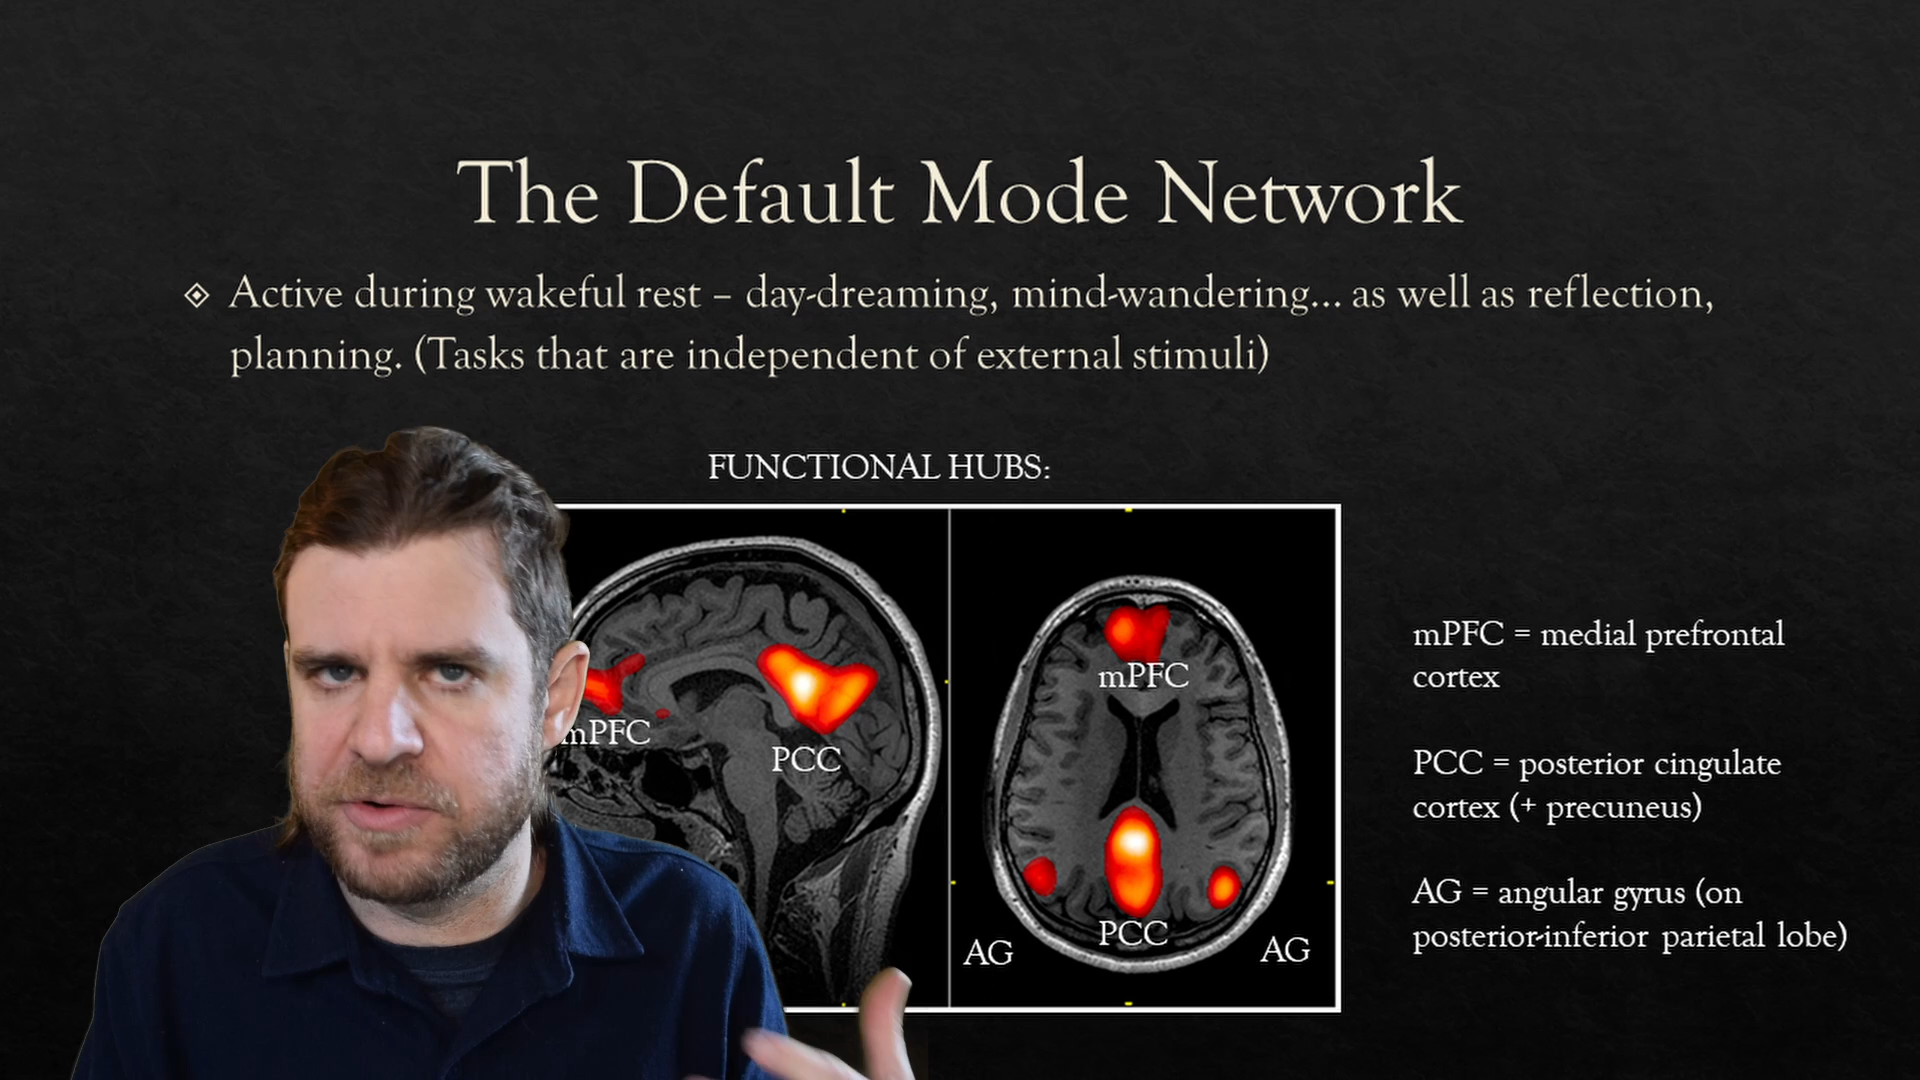 The Default Mode Network
Active during wakeful rest – day-dreaming, mind-wandering... as well as reflection,
planning. (Tasks that are independent of external stimuli)
FUNCTIONAL HUBS:
mPFC
PCC
mPFC
PCC
AG
AG
mPFC = medial prefrontal
cortex
PCC = posterior cingulate
cortex (+ precuneus)
AG = angular gyrus (on
posterior-inferior parietal lobe)